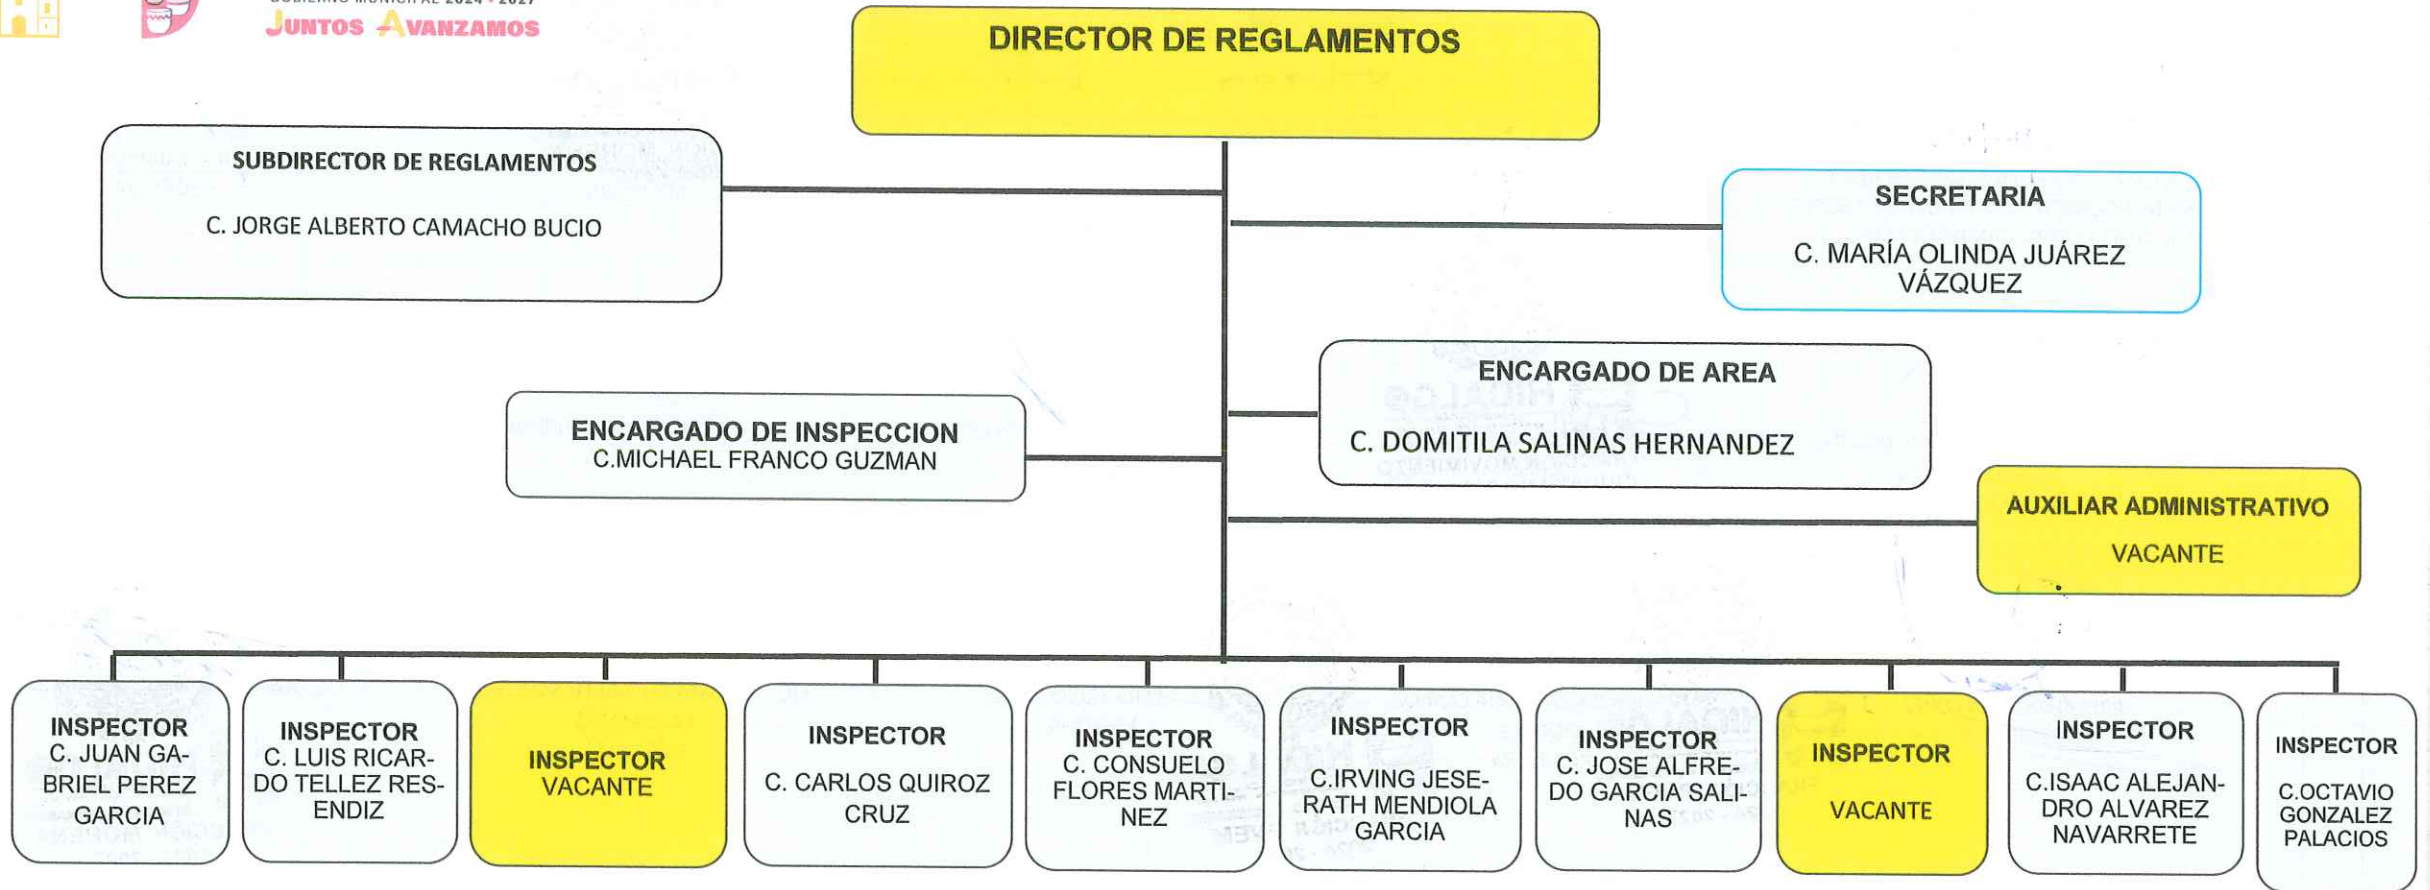 GOBIERNO MUNICIPAL 2024 - 2027
JUNTOS AVANZAMOS
DIRECTOR DE REGLAMENTOS
SUBDIRECTOR DE REGLAMENTOS
C. JORGE ALBERTO CAMACHO BUCIO
SECRETARIA
C. MARÍA OLINDA JUÁREZ
VÁZQUEZ
ENCARGADO DE AREA
C. DOMITILA SALINAS HERNANDEZ
ENCARGADO DE INSPECCION
C.MICHAEL FRANCO GUZMAN
AUXILIAR ADMINISTRATIVO
VACANTE
INSPECTOR
C. JUAN GA-
BRIEL PEREZ
GARCIA
INSPECTOR
C. LUIS RICAR-
DO TELLEZ RES-
ENDIZ
INSPECTOR
VACANTE
INSPECTOR
C. CARLOS QUIROZ
CRUZ
INSPECTOR
C. CONSUELO
FLORES MARTI-
NEZ
INSPECTOR
C.IRVING JESE-
RATH MENDIOLA
GARCIA
INSPECTOR
C. JOSE ALFRE-
DO GARCIA SALI-
NAS
INSPECTOR
VACANTE
INSPECTOR
C.ISAAC ALEJAN-
DRO ALVAREZ
NAVARRETE
INSPECTOR
C.OCTAVIO
GONZALEZ
PALACIOS